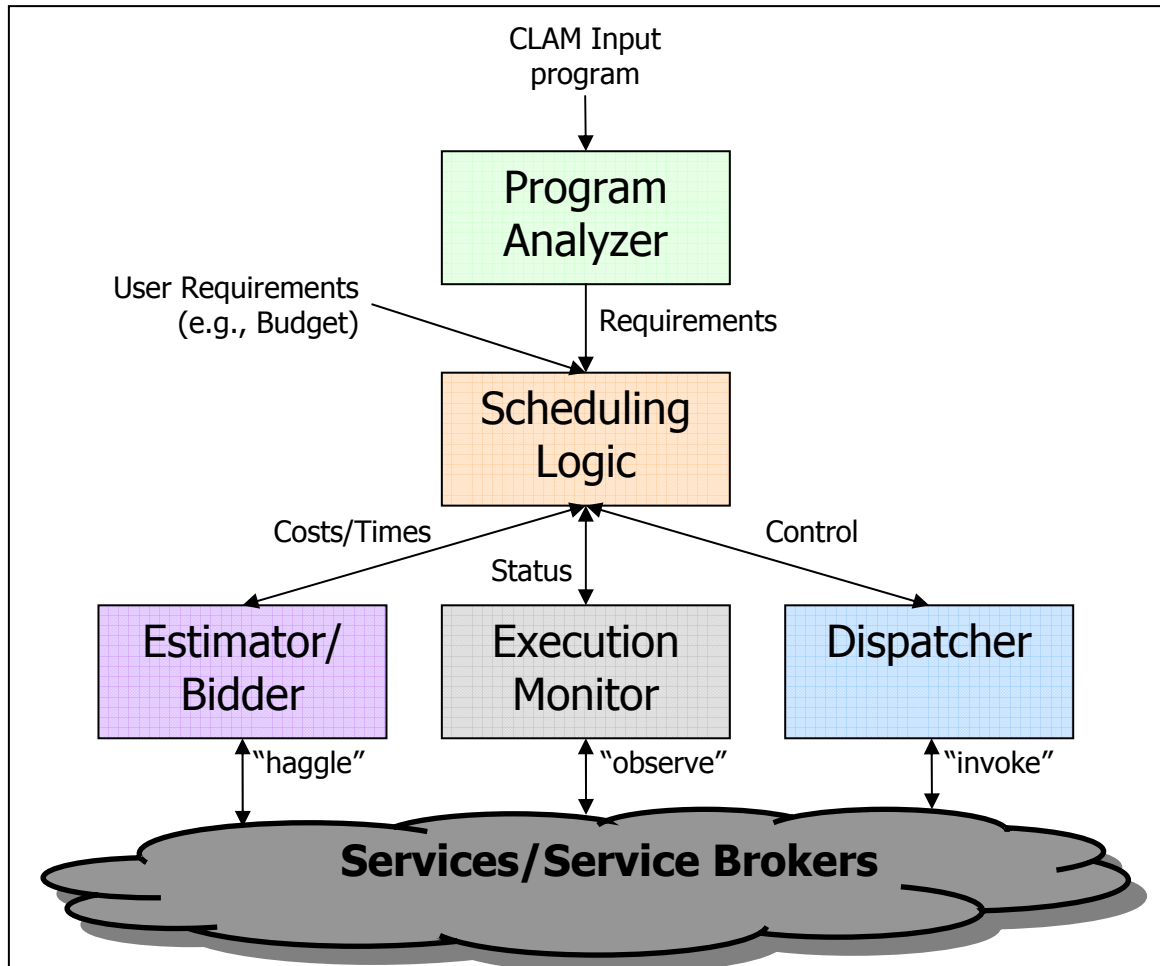 CLAM Input
program
Program
Analyzer
User Requirements
(e.g., Budget)
Requirements
Scheduling
Logic
Costs/Times
Control
Status
Estimator/
Bidder
Execution
Monitor
Dispatcher
“haggle”
“observe”
“invoke”
Services/Service Brokers